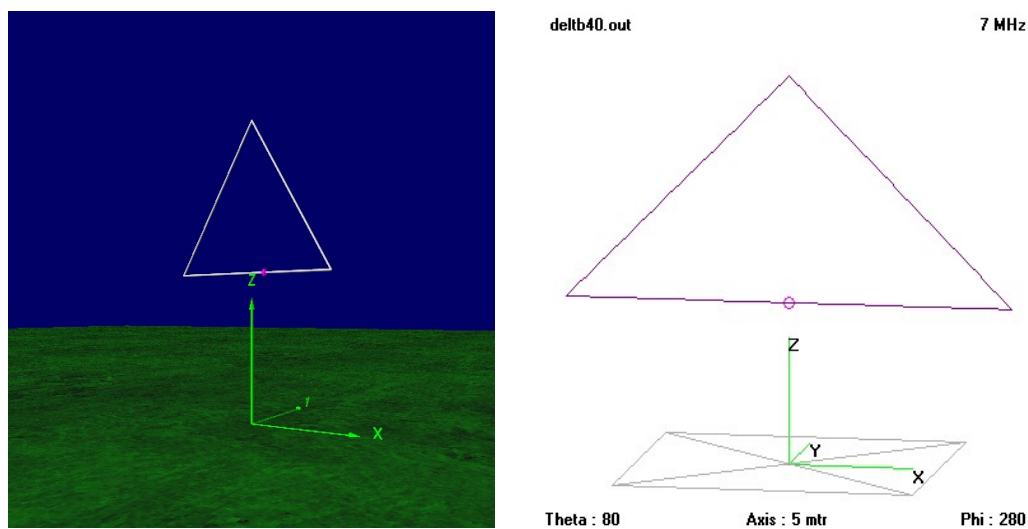 Z
Y
X
deltb40.out
7 MHz
Z
Y
X
Theta : 80
Axis : 5 mtr
Phi : 280